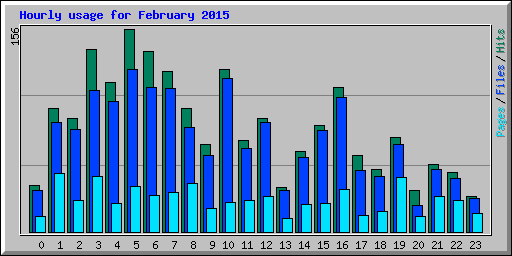 Hourly usage for February 2015
156
Pages / Files / Hits
0 1 2 3 4 5 6 7 8 9 10 11 12 13 14 15 16 17 18 19 20 21 22 23